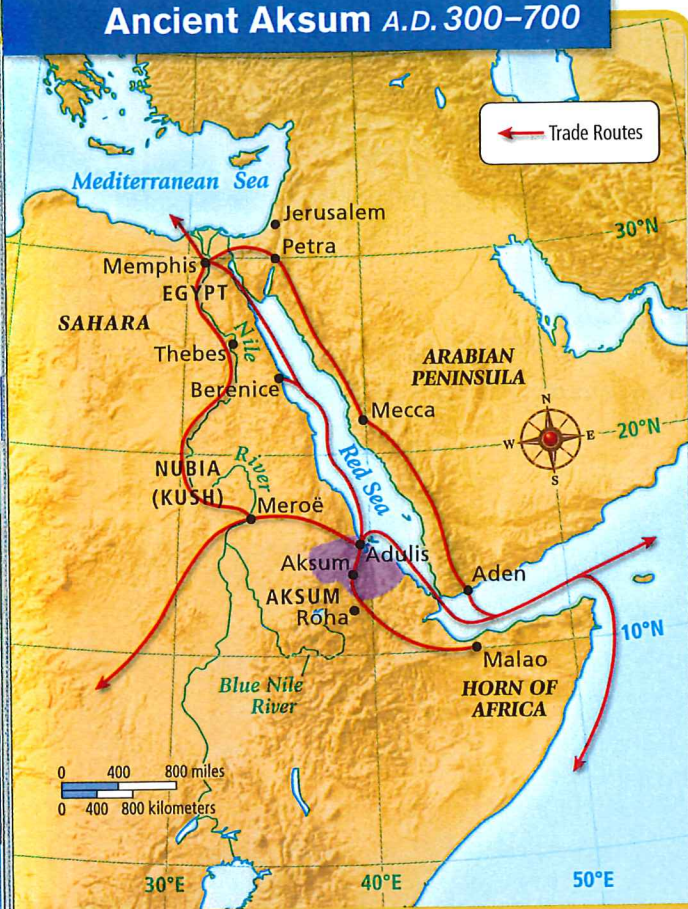 Ancient Aksum A.D. 300–700
Trade Routes
Mediterranean Sea
Jerusalem
30°N
Petra
Memphis
EGYPT
SAHARA
Nile
Thebes
ARABIAN
PENINSULA
Berenice
Mecca
N
W
E
S
20°N
Red Sea
NUBIA
(KUSH)
River
Meroë
Adulis
Aksum
Aden
AKSUM
Roha
10°N
Malao
Blue Nile
River
HORN OF
AFRICA
0 400 800 miles
0 400 800 kilometers
30°E
40°E
50°E